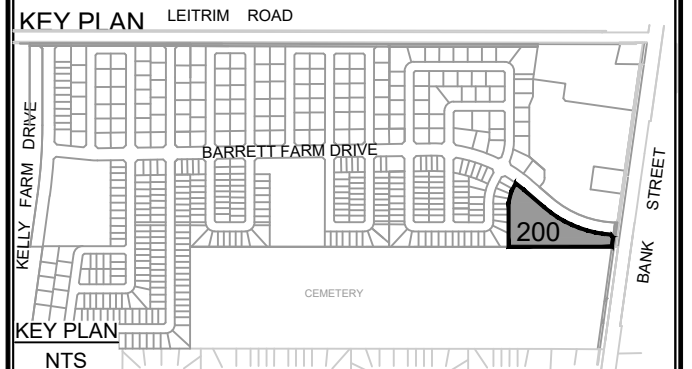 KEY PLAN LEITRIM ROAD
KELLY FARM DRIVE
BARRETT FARM DRIVE
BANK STREET
200
CEMETERY
KEY PLAN
NTS